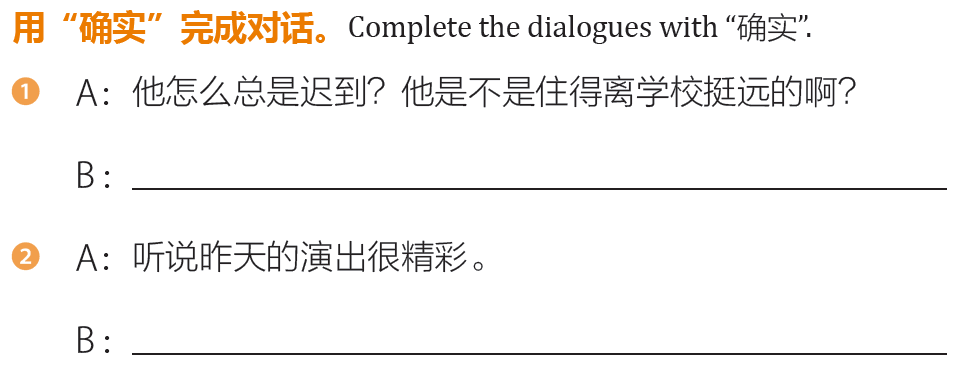 用“确实”完成对话。Complete the dialogues with “确实”.
1 A：他怎么总是迟到？他是不是住得离学校挺远的啊？
B：
2 A：听说昨天的演出很精彩。
B：